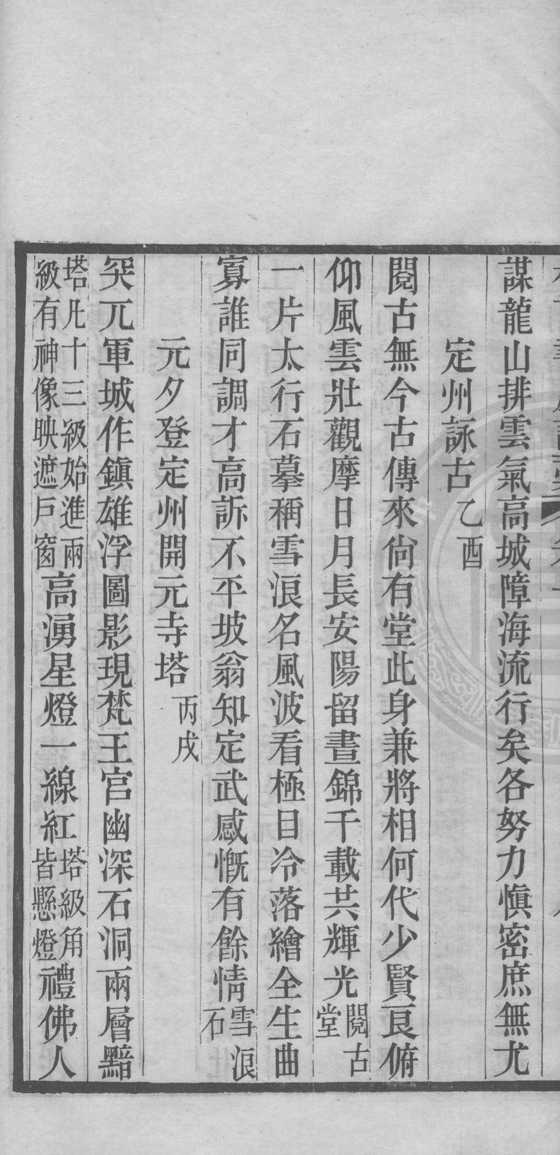 謀龍山排雲氣高城障海流行矣各努力愼密庶無尤
定州詠古乙酉
閱古無今古傳來尙有堂此身兼將相何代少賢良俯
仰風雲壯觀摩日月長安陽留晝錦千載共輝光閱古堂
一片太行石摹稱雪浪名風波看極目冷落繪全生曲
寡誰同調才高訴不平坡翁知定武感慨有餘情雪浪石
元夕登定州開元寺塔丙戌
突兀軍城作鎮雄浮圖影現梵王宮幽深石洞兩層黯
塔凡十三級始進兩級有神像映遮戶窗高湧星燈一線紅塔級角皆懸燈禮佛人